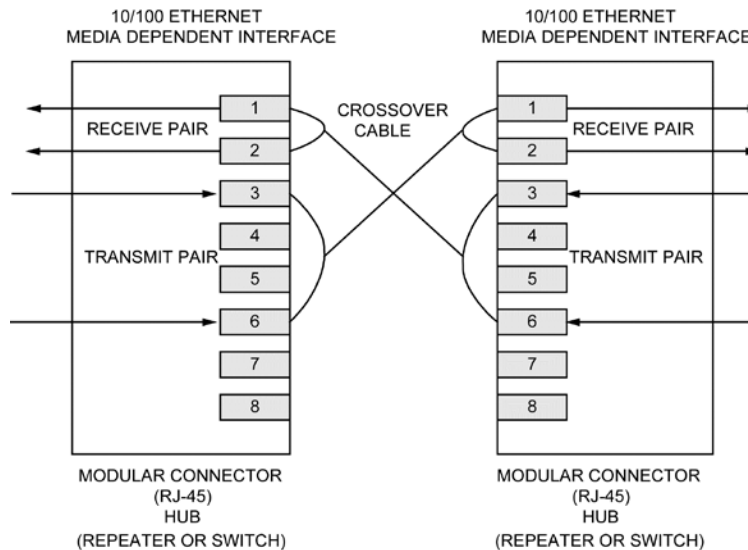 10/100 ETHERNET
MEDIA DEPENDENT INTERFACE
1
RECEIVE PAIR
2
3
4
TRANSMIT PAIR
5
6
7
8
MODULAR CONNECTOR
(RJ-45)
HUB
(REPEATER OR SWITCH)
CROSSOVER
CABLE
10/100 ETHERNET
MEDIA DEPENDENT INTERFACE
1
RECEIVE PAIR
2
3
4
TRANSMIT PAIR
5
6
7
8
MODULAR CONNECTOR
(RJ-45)
HUB
(REPEATER OR SWITCH)